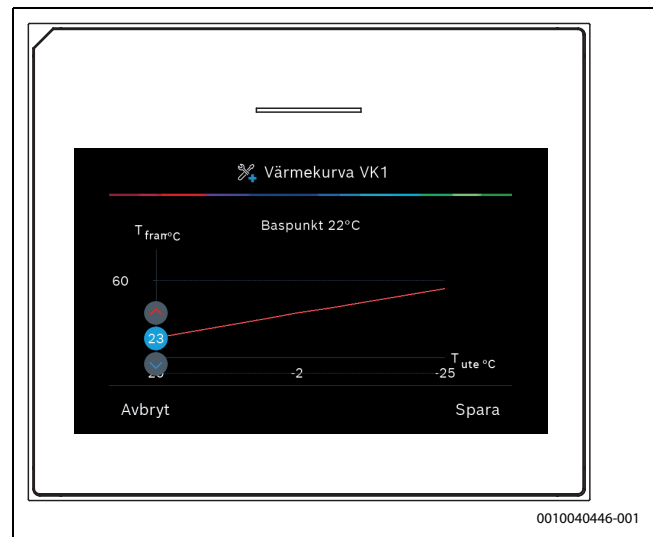 Värmekurva VK1
Baspunkt 22°C
T fram°C
60
23
-2
-25
T ute °C
Avbryt
Spara
0010040446-001